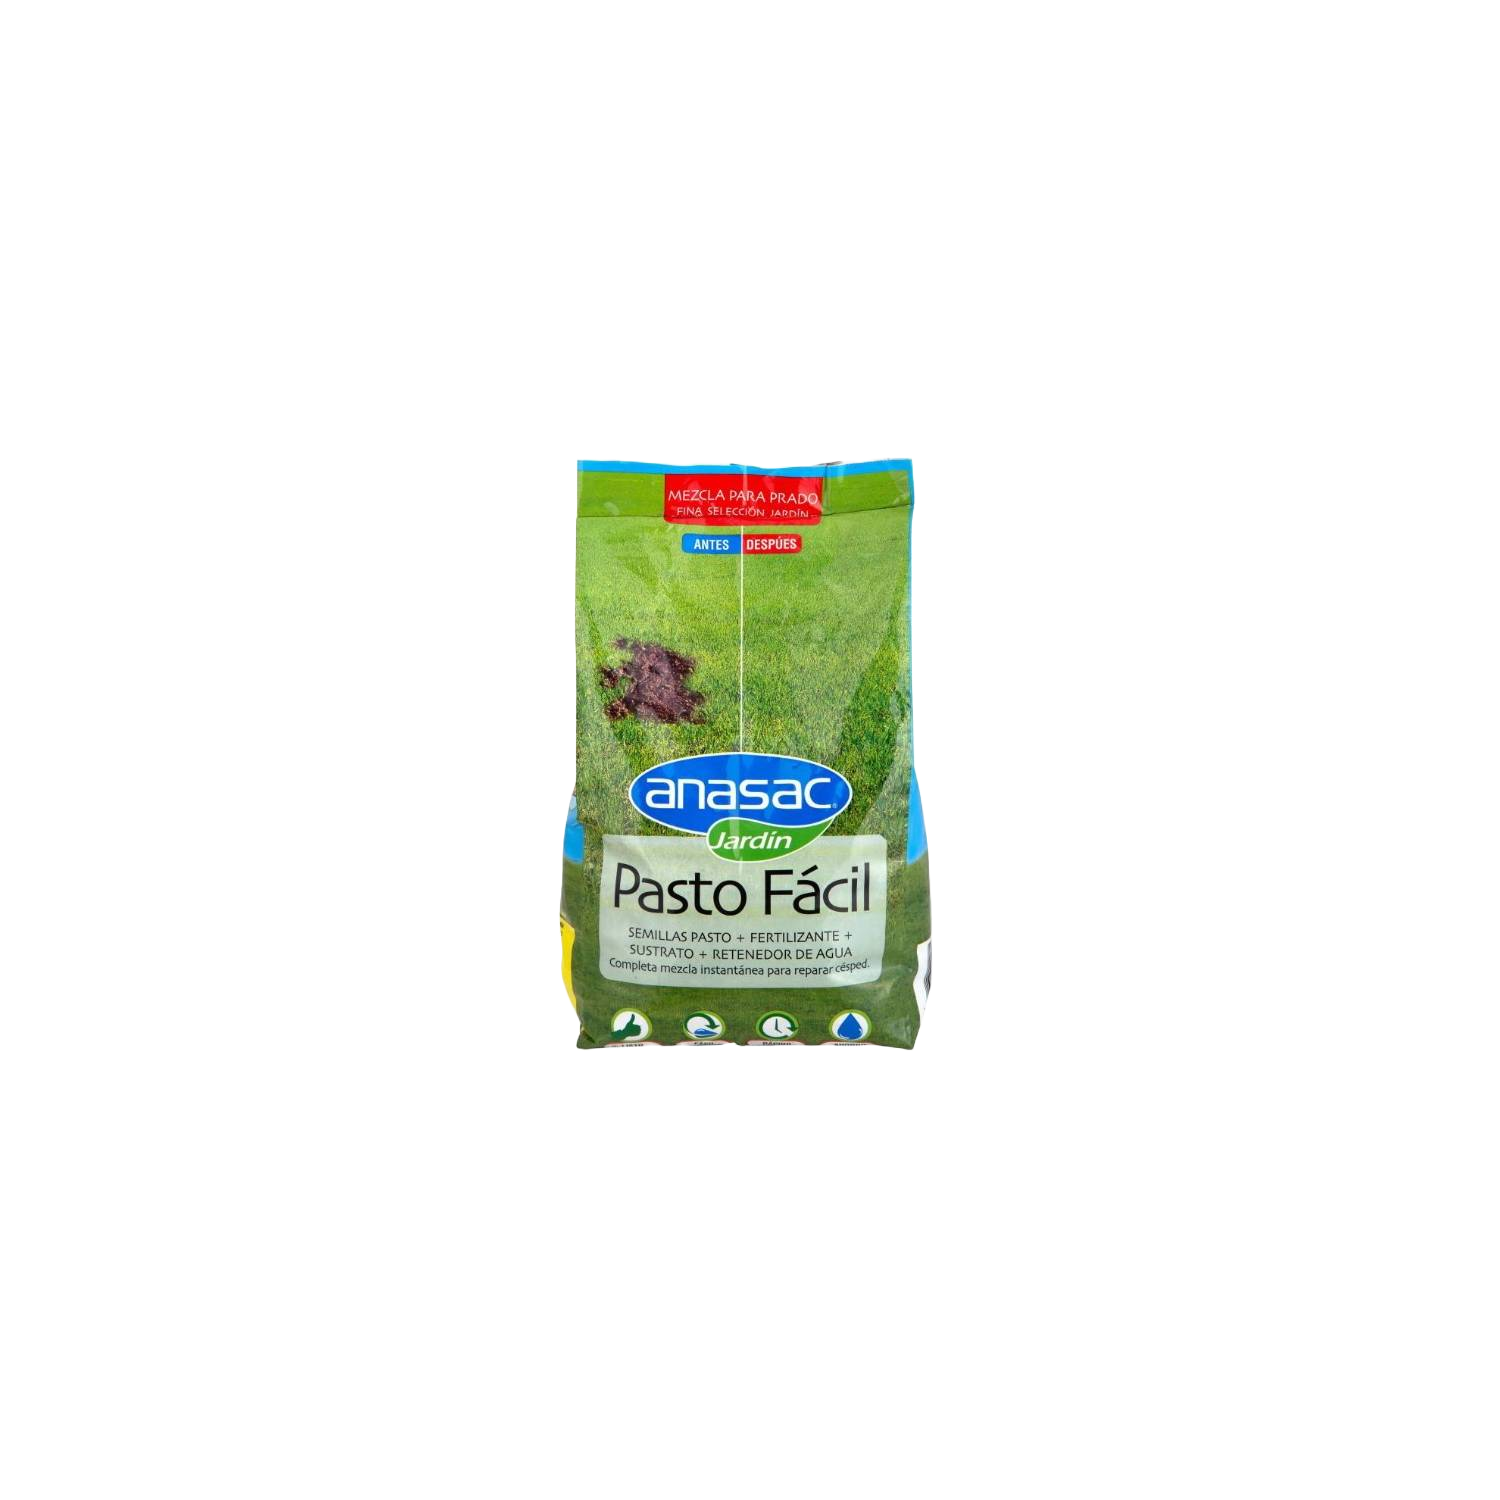 MEZCLA PARA PRADO
FINA SELECCIÓN JARDÍN
ANTES DESPÚES
anasac
Jardín
Pasto Fácil
SEMILLAS PASTO + FERTILIZANTE +
SUSTRATO + RETENEDOR DE AGUA
Completa mezcla instantánea para reparar césped.